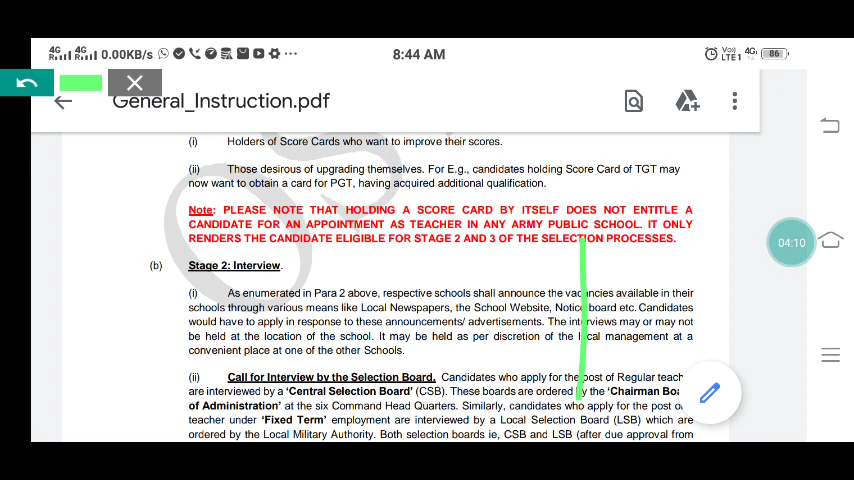 4G 4G 0.00KB/s 8:44 AM Vo) LTE1 4G 86
General_Instruction.pdf
(i) Holders of Score Cards who want to improve their scores.
(ii) Those desirous of upgrading themselves. For E.g., candidates holding Score Card of TGT may
now want to obtain a card for PGT, having acquired additional qualification.
Note: PLEASE NOTE THAT HOLDING A SCORE CARD BY ITSELF DOES NOT ENTITLE A
CANDIDATE FOR AN APPOINTMENT AS TEACHER IN ANY ARMY PUBLIC SCHOOL. IT ONLY
RENDERS THE CANDIDATE ELIGIBLE FOR STAGE 2 AND 3 OF THE SELECTION PROCESSES.
04:10
(b) Stage 2: Interview.
(i) As enumerated in Para 2 above, respective schools shall announce the vacancies available in their
schools through various means like Local Newspapers, the School Website, Notice board etc. Candidates
would have to apply in response to these announcements/ advertisements. The interviews may or may not
be held at the location of the school. It may be held as per discretion of the local management at a
convenient place at one of the other Schools.
(ii) Call for Interview by the Selection Board. Candidates who apply for the post of Regular teach
are interviewed by a 'Central Selection Board' (CSB). These boards are ordered by the 'Chairman Boa
of Administration' at the six Command Head Quarters. Similarly, candidates who apply for the post o
teacher under 'Fixed Term' employment are interviewed by a Local Selection Board (LSB) which are
ordered by the Local Military Authority. Both selection boards ie, CSB and LSB (after due approval from